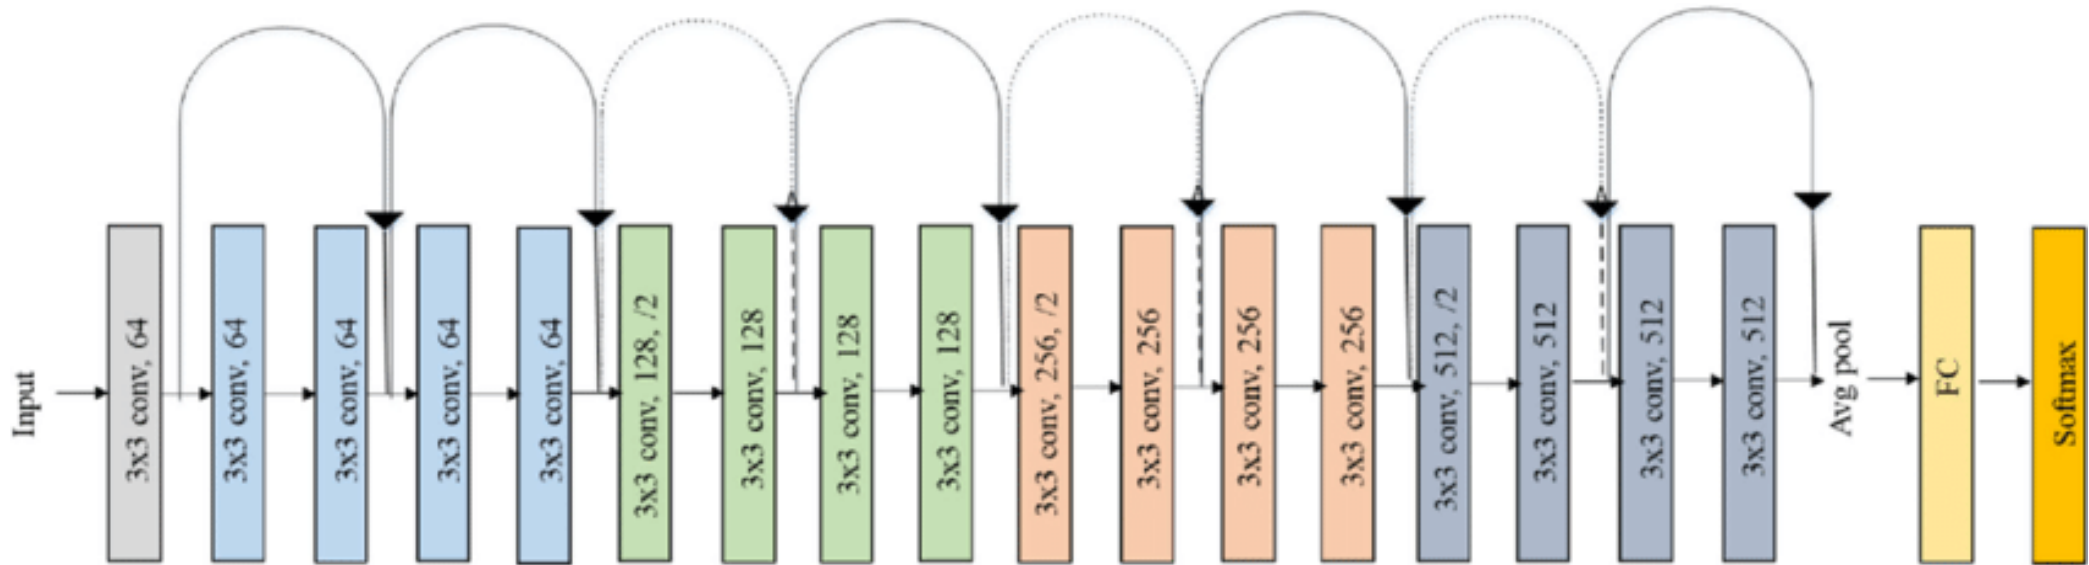 Input
3x3 conv, 64
3x3 conv, 64
3x3 conv, 64
3x3 conv, 64
3x3 conv, 64
3x3 conv, 128, /2
3x3 conv, 128
3x3 conv, 128
3x3 conv, 128
3x3 conv, 256, /2
3x3 conv, 256
3x3 conv, 256
3x3 conv, 256
3x3 conv, 512, /2
3x3 conv, 512
3x3 conv, 512
3x3 conv, 512
Avg pool
FC
Softmax